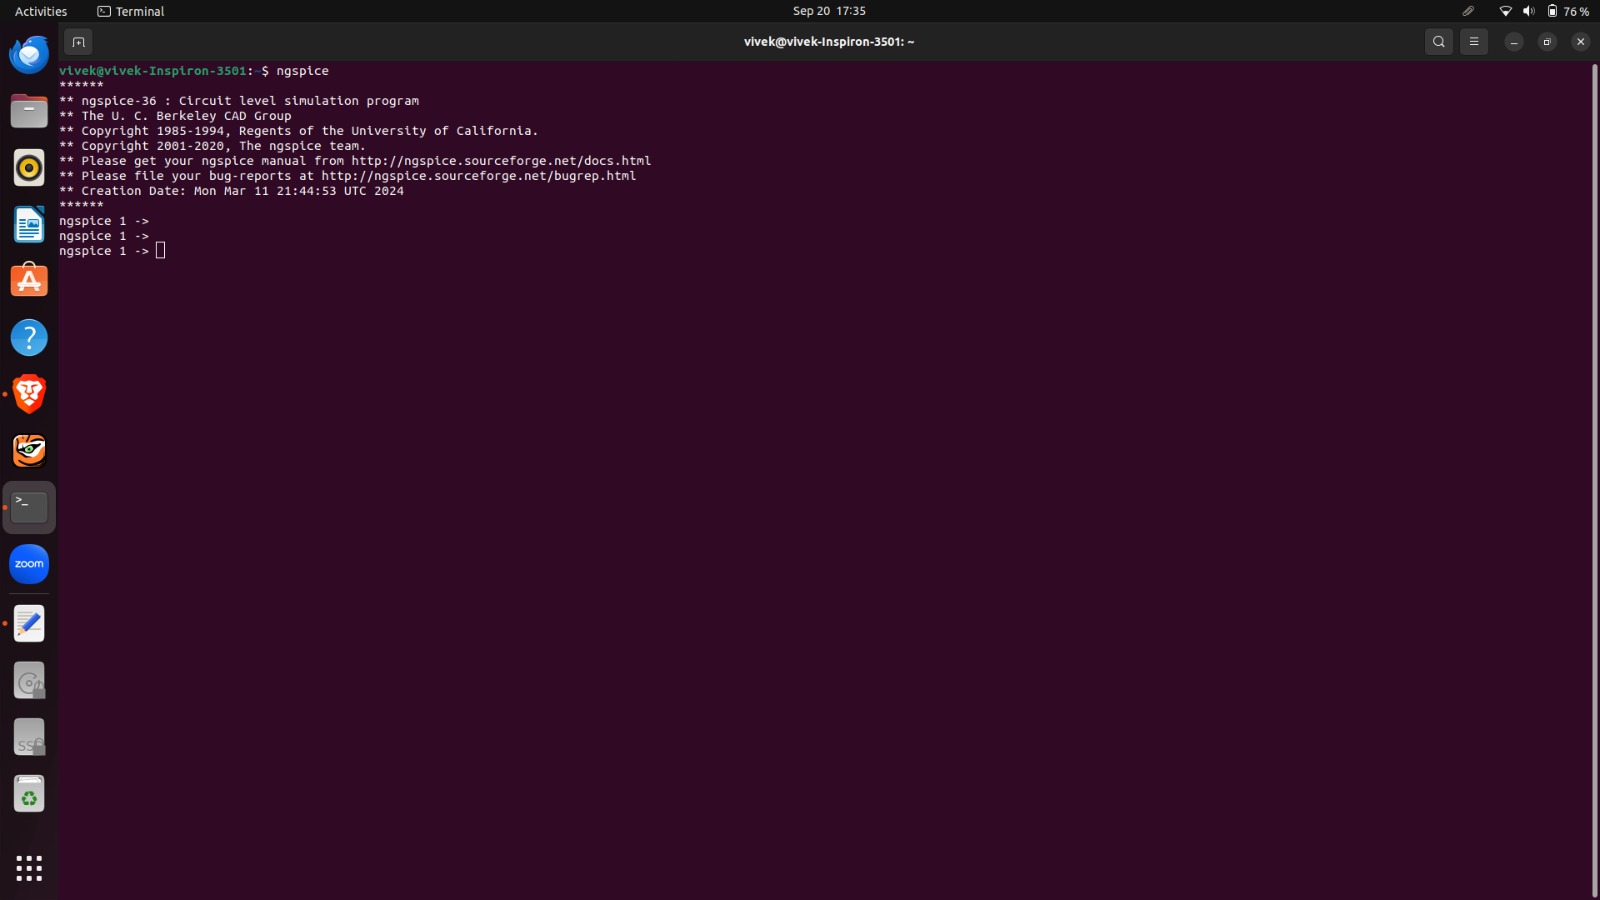 Activities
Terminal
Sep 20 17:35
76 %
vivek@vivek-Inspiron-3501: ~
vivek@vivek-Inspiron-3501:~$ ngspice
******
** ngspice-36 : Circuit level simulation program
** The U. C. Berkeley CAD Group
** Copyright 1985-1994, Regents of the University of California.
** Copyright 2001-2020, The ngspice team.
** Please get your ngspice manual from http://ngspice.sourceforge.net/docs.html
** Please file your bug-reports at http://ngspice.sourceforge.net/bugrep.html
** Creation Date: Mon Mar 11 21:44:53 UTC 2024
******
ngspice 1 ->
ngspice 1 ->
ngspice 1 ->
zoom